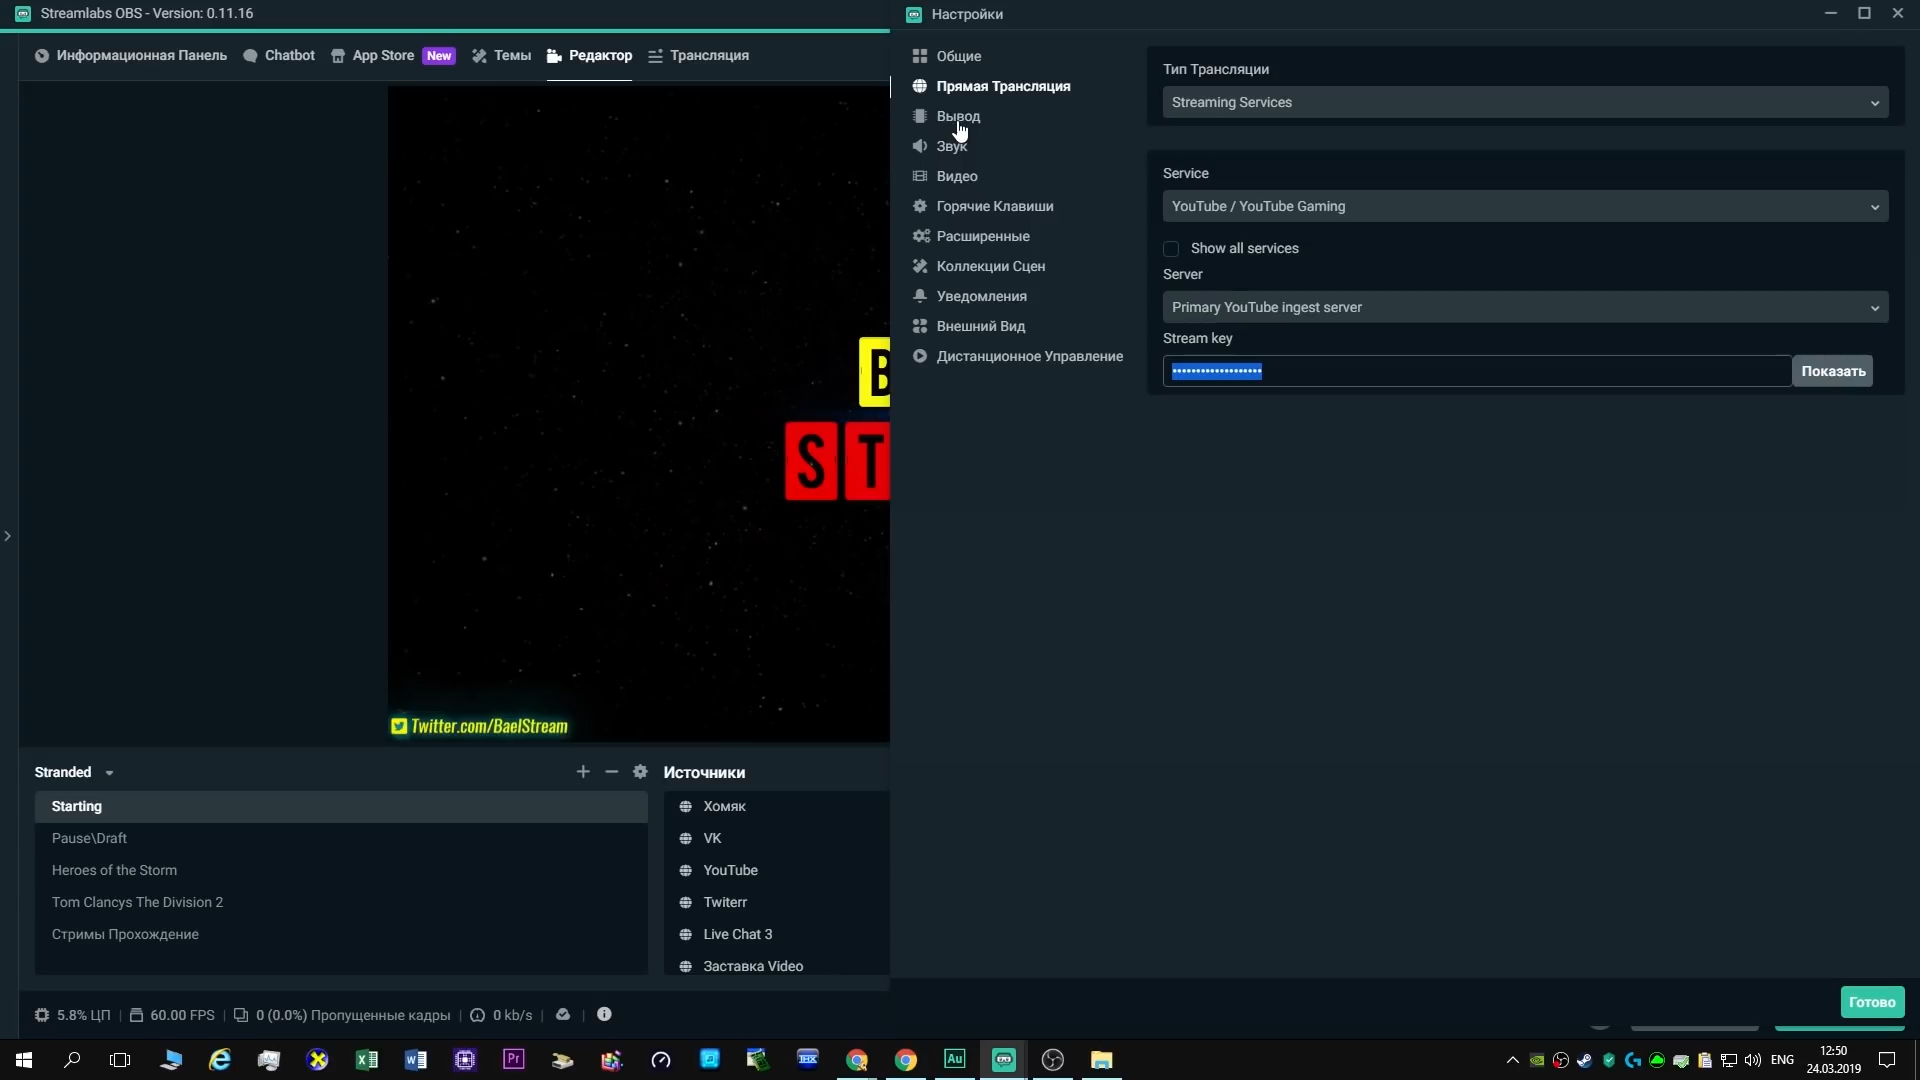 Streamlabs OBS - Version: 0.11.16
Информационная Панель
Chatbot
App Store
New
Темы
Редактор
Трансляция
B
ST
Twitter.com/BaelStream
Stranded
Starting
Pause\Draft
Heroes of the Storm
Tom Clancys The Division 2
Стримы Прохождение
Источники
Хомяк
VK
YouTube
Twiterr
Live Chat 3
Заставка Video
5.8% ЦП
60.00 FPS
0 (0.0%) Пропущенные кадры
0 kb/s
Настройки
Общие
Прямая Трансляция
Вывод
Звук
Видео
Горячие Клавиши
Расширенные
Коллекции Сцен
Уведомления
Внешний Вид
Дистанционное Управление
Тип Трансляции
Streaming Services
Service
YouTube / YouTube Gaming
Show all services
Server
Primary YouTube ingest server
Stream key
••••••••••••••••••••
Показать
Готово
Pr
Au
ENG
12:50
24.03.2019